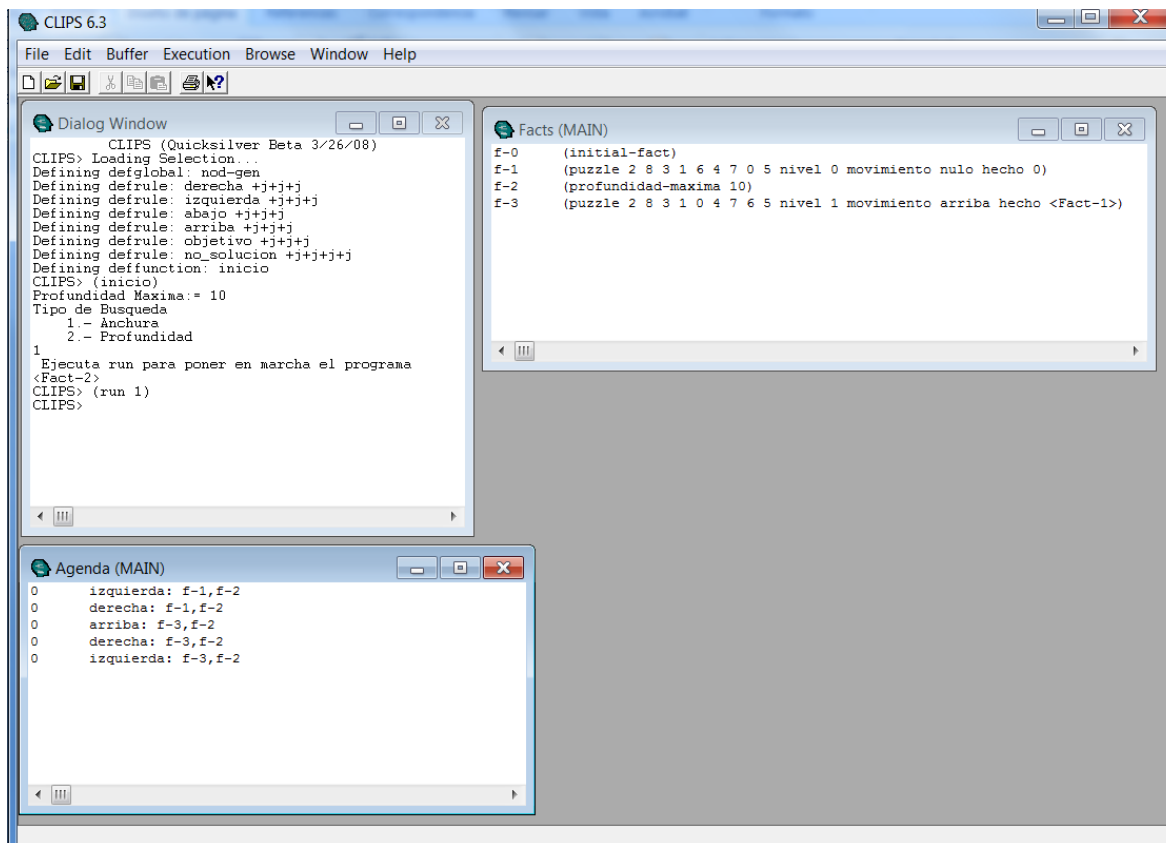 CLIPS 6.3
File Edit Buffer Execution Browse Window Help
Dialog Window
CLIPS (Quicksilver Beta 3/26/08)
CLIPS> Loading Selection...
Defining defglobal: nod-gen
Defining defrule: derecha +j+j+j
Defining defrule: izquierda +j+j+j
Defining defrule: abajo +j+j+j
Defining defrule: arriba +j+j+j
Defining defrule: objetivo +j+j+j
Defining defrule: no_solucion +j+j+j+j
Defining deffunction: inicio
CLIPS> (inicio)
Profundidad Maxima:= 10
Tipo de Busqueda
1.- Anchura
2.- Profundidad
1
Ejecuta run para poner en marcha el programa
<Fact-2>
CLIPS> (run 1)
CLIPS>
Facts (MAIN)
f-0 (initial-fact)
f-1 (puzzle 2 8 3 1 6 4 7 0 5 nivel 0 movimiento nulo hecho 0)
f-2 (profundidad-maxima 10)
f-3 (puzzle 2 8 3 1 0 4 7 6 5 nivel 1 movimiento arriba hecho <Fact-1>)
Agenda (MAIN)
0 izquierda: f-1,f-2
0 derecha: f-1,f-2
0 arriba: f-3,f-2
0 derecha: f-3,f-2
0 izquierda: f-3,f-2